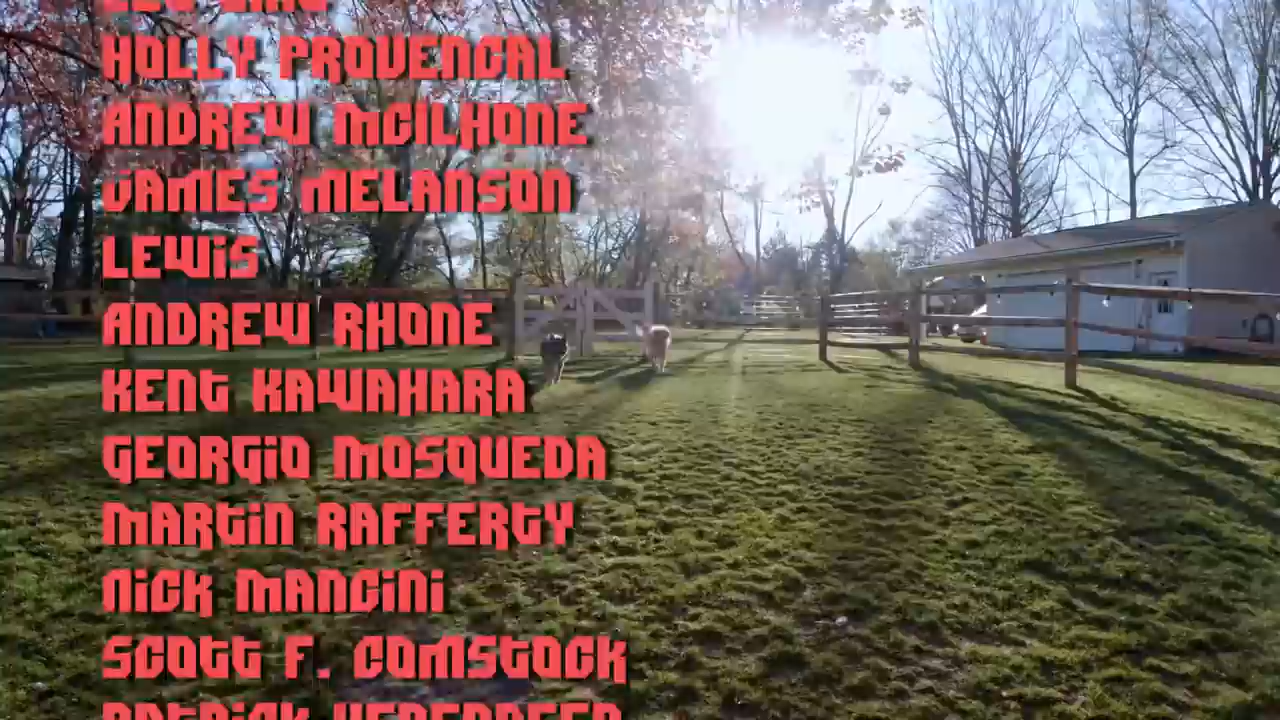 HOLLY PROVENCAL
ANDREW MCILHONE
JAMES MELANSON
LEWIS
ANDREW RHONE
KENT KAWAHARA
GEORGIO MOSQUEDA
MARTIN RAFFERTY
NICK MANCINI
SCOTT F. COMSTOCK
PATRICK